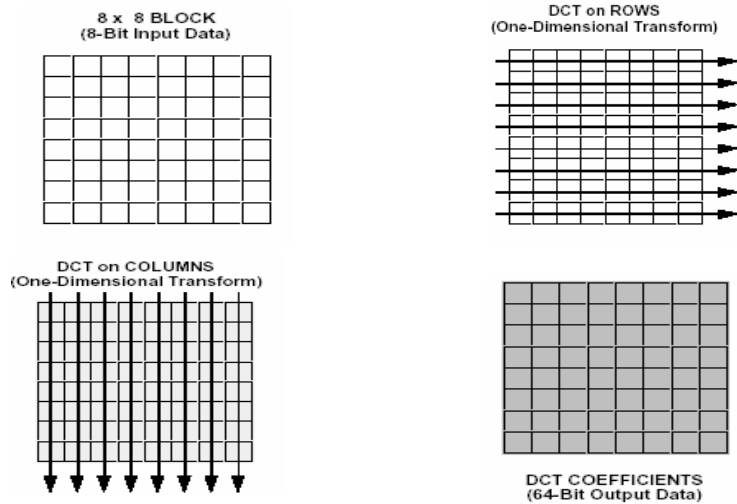 8 x 8 BLOCK
(8-Bit Input Data)
DCT on ROWS
(One-Dimensional Transform)
DCT on COLUMNS
(One-Dimensional Transform)
DCT COEFFICIENTS
(64-Bit Output Data)